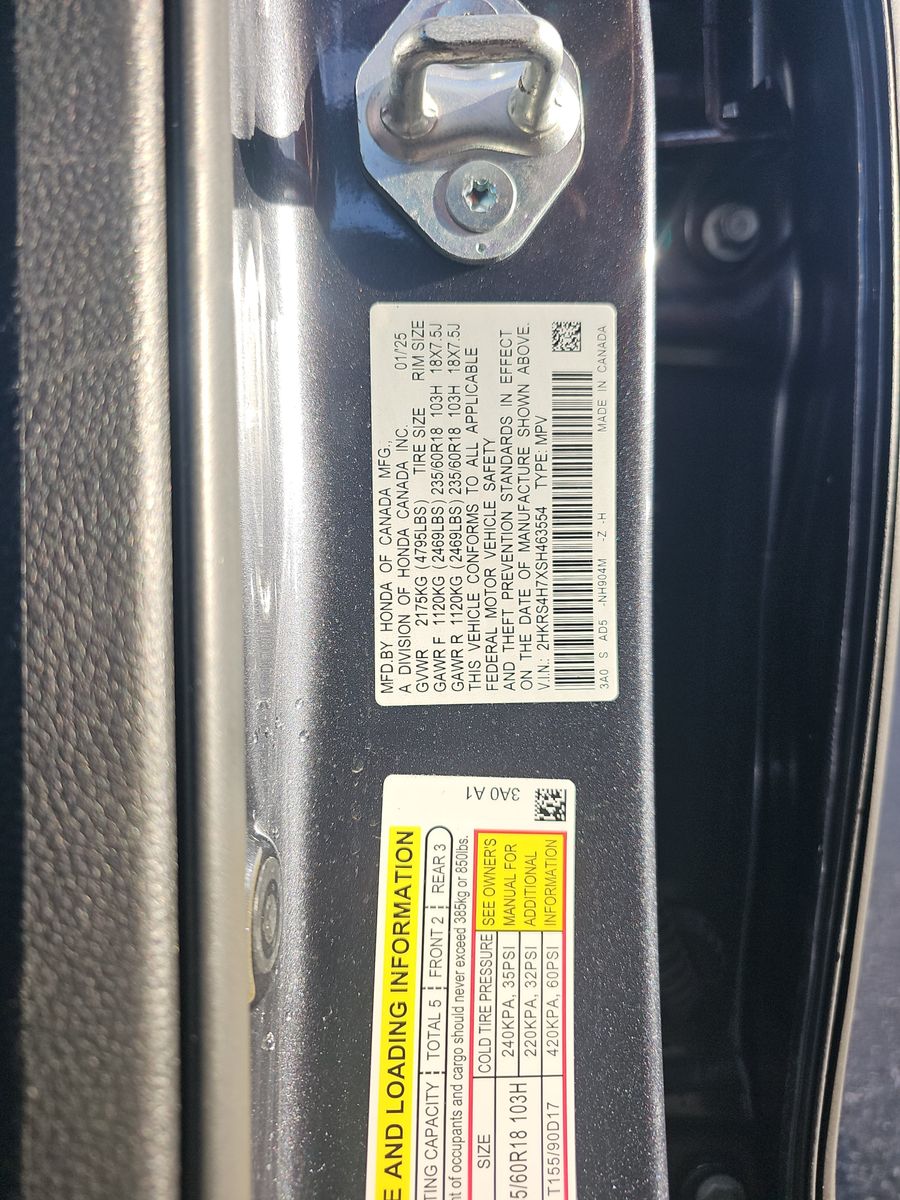 MFD.BY HONDA OF CANADA MFG.,
A DIVISION OF HONDA CANADA INC. 01/25
GVWR 2175KG (4795LBS) TIRE SIZE RIM SIZE
GAWR F 1120KG (2469LBS) 235/60R18 103H 18X7.5J
GAWR R 1120KG (2469LBS) 235/60R18 103H 18X7.5J
THIS VEHICLE CONFORMS TO ALL APPLICABLE
FEDERAL MOTOR VEHICLE SAFETY
AND THEFT PREVENTION STANDARDS IN EFFECT
ON THE DATE OF MANUFACTURE SHOWN ABOVE.
V.I.N.: 2HKRS4H7XSH463554 TYPE: MPV
3A0 S AD5 -NH904M -Z -H MADE IN CANADA
E AND LOADING INFORMATION
TING CAPACITY TOTAL 5 FRONT 2 REAR 3
nt of occupants and cargo should never exceed 385kg or 850lbs.
SIZE COLD TIRE PRESSURE SEE OWNER'S
5/60R18 103H 240KPA, 35PSI MANUAL FOR
220KPA, 32PSI ADDITIONAL
T155/90D17 420KPA, 60PSI INFORMATION
3A0 A1